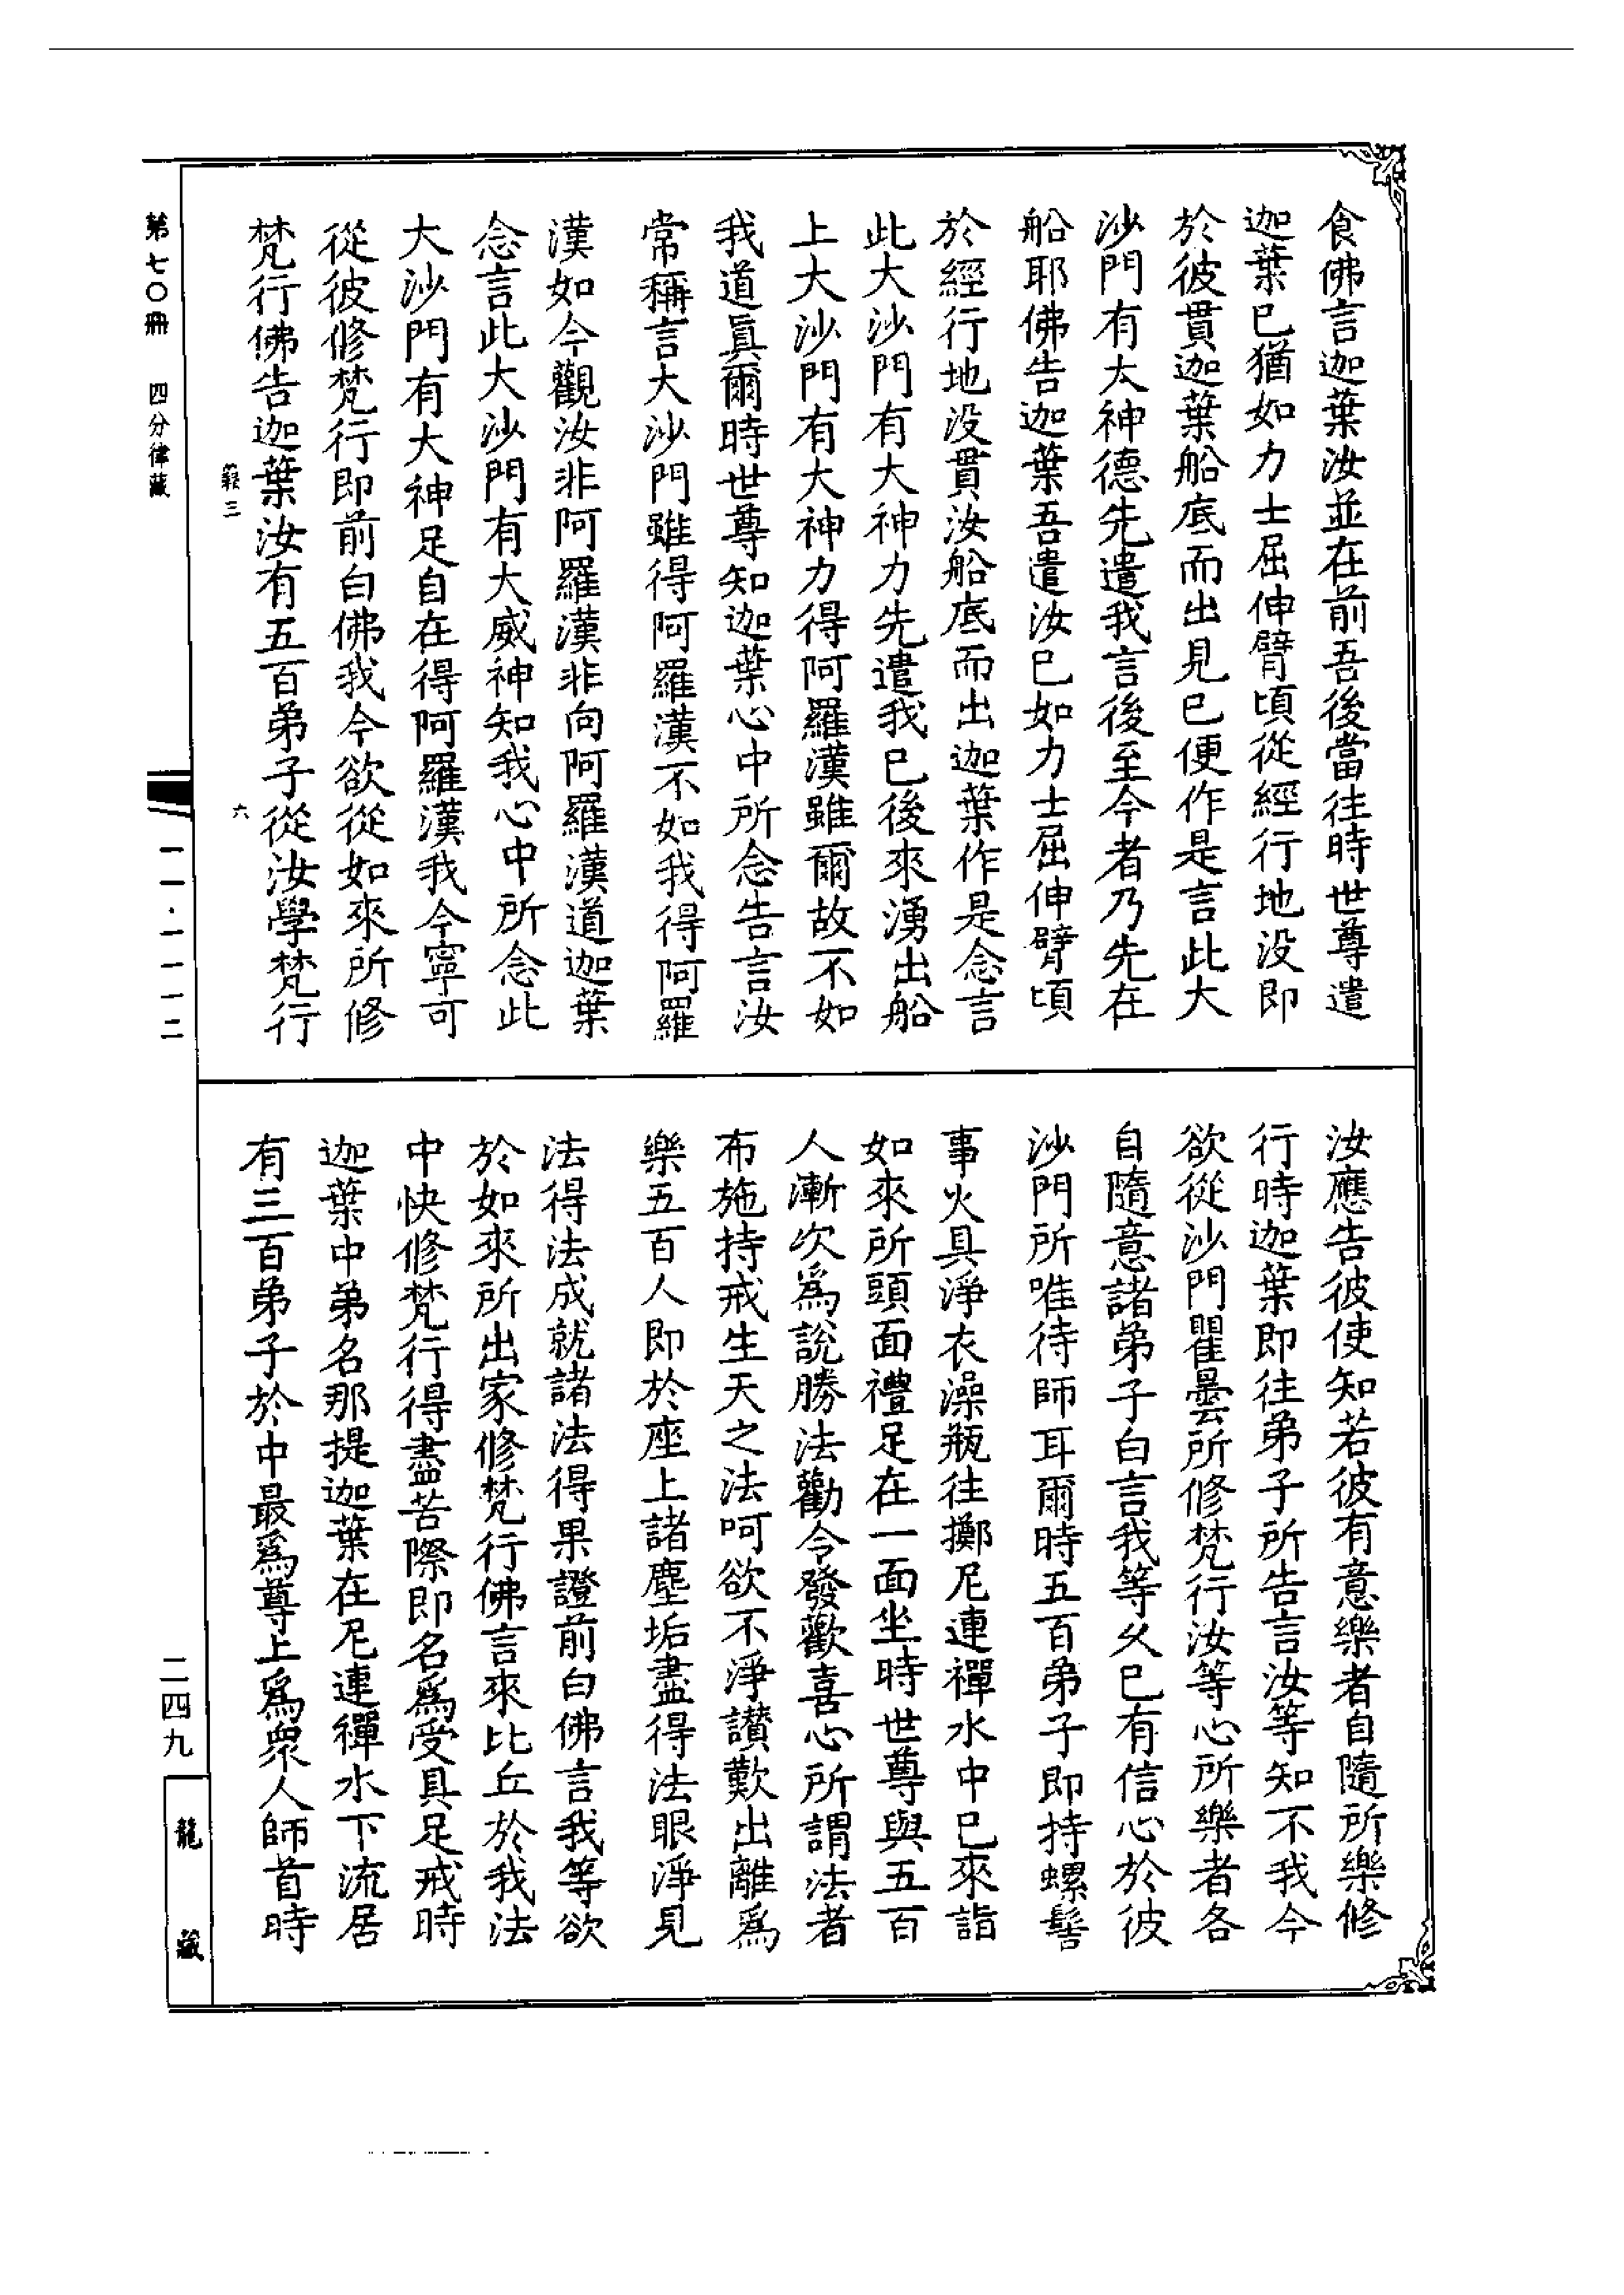 食佛言迦葉汝並在前吾後當往時世尊遣
迦葉已猶如力士屈伸臂頃從經行地没即
於彼貫迦葉船底而出見已便作是言此大
沙門有大神德先遣我言後至今者乃先在
船耶佛告迦葉吾遣汝已如力士屈伸臂頃
於經行地没貫汝船底而出迦葉作是念言
此大沙門有大神力先遣我已後來湧出船
上大沙門有大神力得阿羅漢雖爾故不如
我道眞爾時世尊知迦葉心中所念告言汝
常稱言大沙門雖得阿羅漢不如我得阿羅
漢如今觀汝非阿羅漢非向阿羅漢道迦葉
念言此大沙門有大威神知我心中所念此
大沙門有大神足自在得阿羅漢我今寧可
從彼修梵行即前白佛我今欲從如來所修
梵行佛告迦葉汝有五百弟子從汝學梵行
汝應告彼使知若彼有意樂者自隨所樂修
行時迦葉即往弟子所告言汝等知不我今
欲從沙門瞿曇所修梵行汝等心所樂者各
自隨意諸弟子白言我等久已有信心於彼
沙門所唯待師耳爾時五百弟子即持螺髻
事火具淨衣澡瓶往擲尼連禪水中已來詣
如來所頭面禮足在一面坐時世尊與五百
人漸次爲說勝法勸令發歡喜心所謂法者
布施持戒生天之法呵欲不淨讃歎出離爲
樂五百人即於座上諸塵垢盡得法眼淨見
法得法成就諸法得果證前白佛言我等欲
於如來所出家修梵行佛言來比丘於我法
中快修梵行得盡苦際即名爲受具足戒時
迦葉中弟名那提迦葉在尼連禪水下流居
有三百弟子於中最爲尊上爲衆人師首時
第七〇冊 四分律藏
一一·一一一二
二四九
龍藏
六